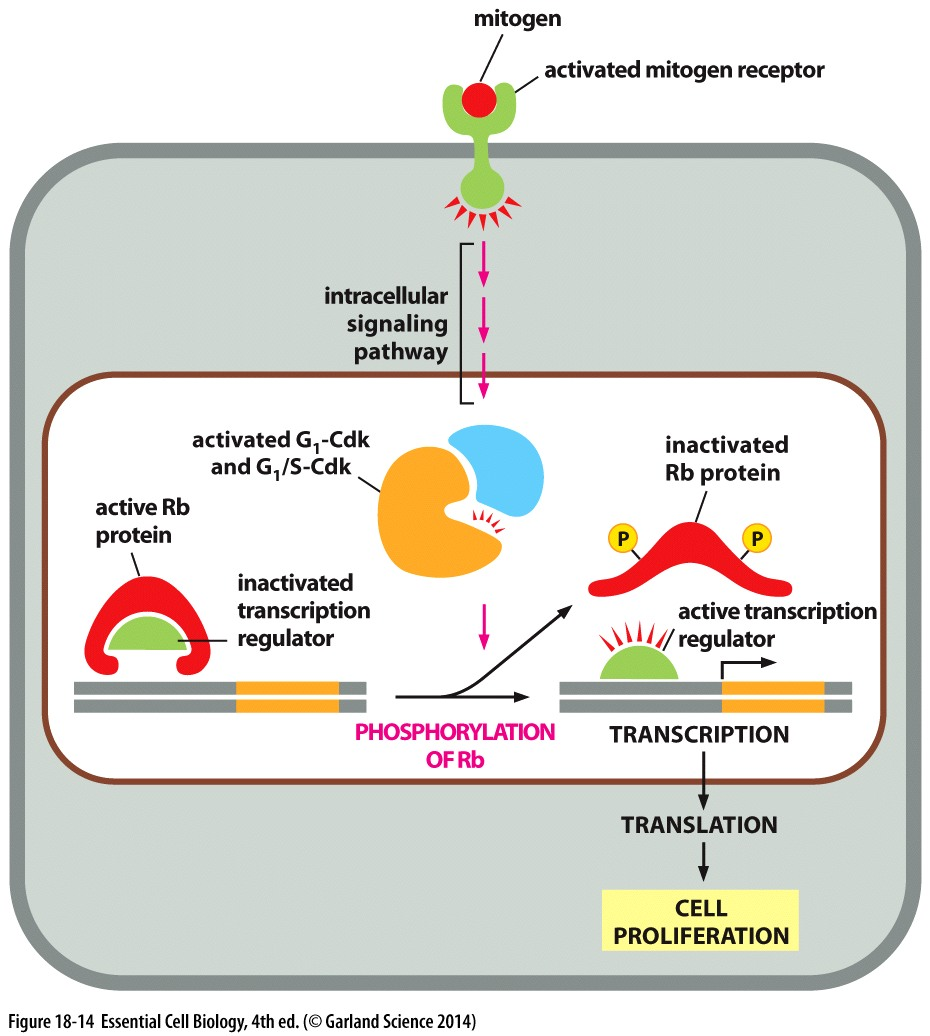 mitogen
activated mitogen receptor
intracellular
signaling
pathway
activated G₁-Cdk
and G₁/S-Cdk
inactivated
Rb protein
active Rb
protein
P
P
inactivated
transcription
regulator
active transcription
regulator
PHOSPHORYLATION
OF Rb
TRANSCRIPTION
TRANSLATION
CELL
PROLIFERATION
Figure 18-14 Essential Cell Biology, 4th ed. (© Garland Science 2014)